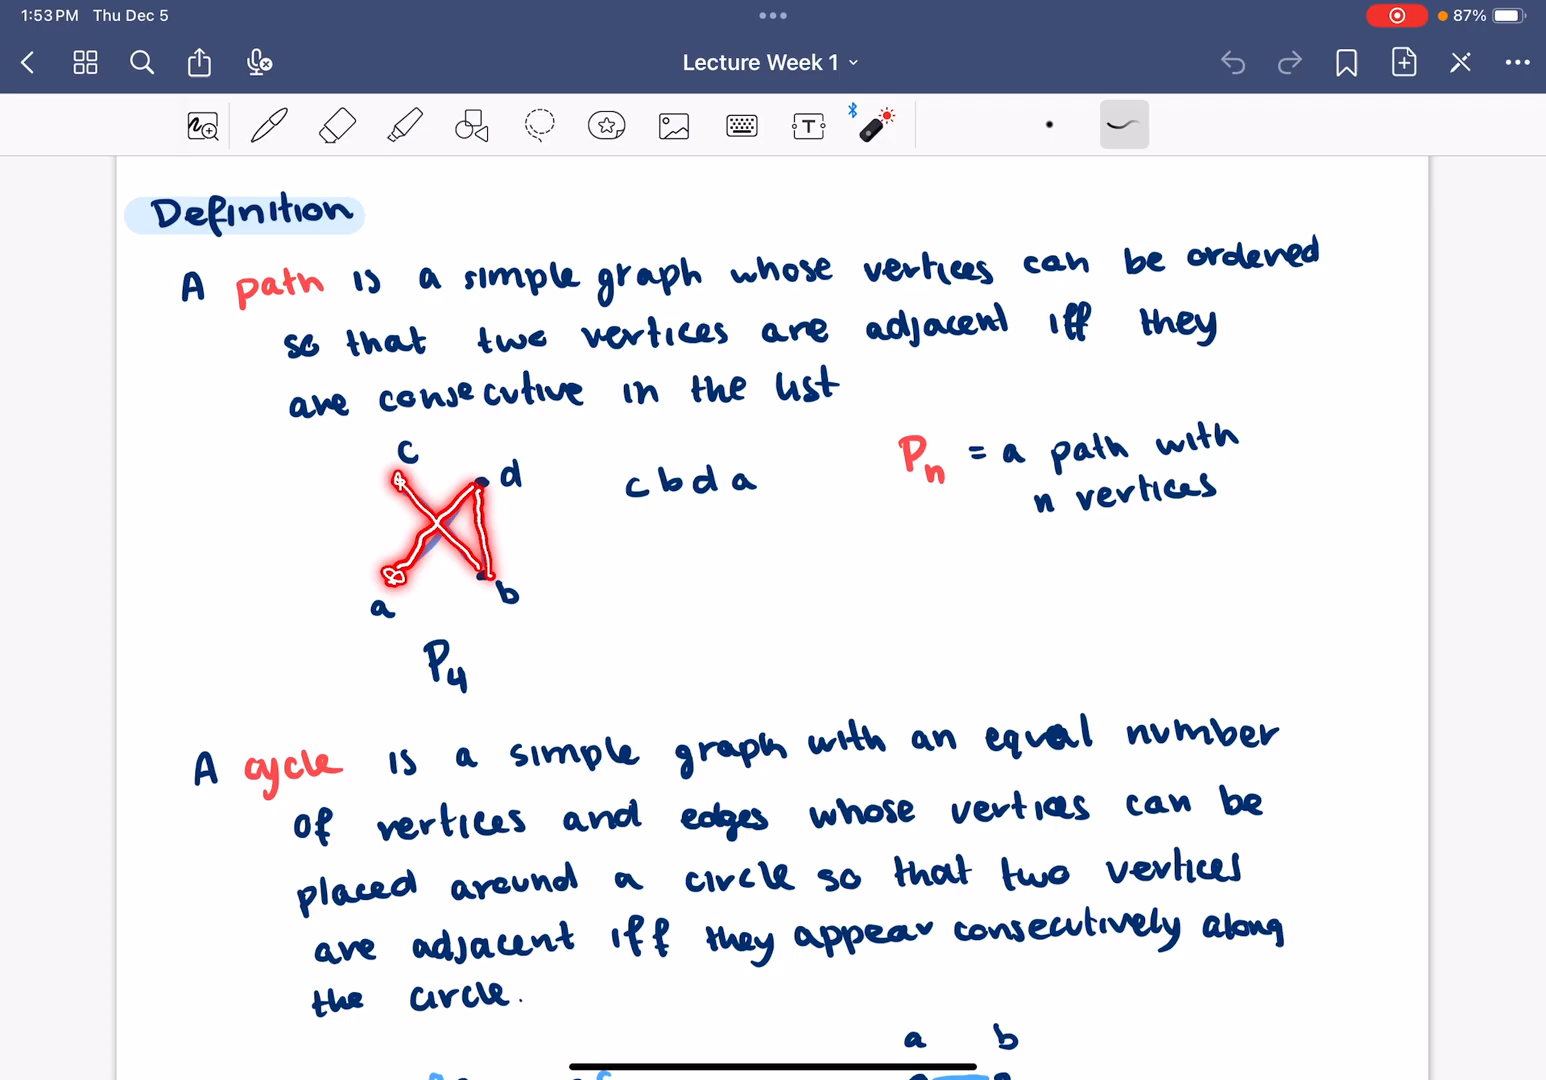 1:53 PM Thu Dec 5
87%
Lecture Week 1
Definition
A path is a simple graph whose vertices can be ordered
so that two vertices are adjacent iff they
are consecutive in the list
c
d
c b d a
Pn = a path with
n vertices
a
b
P4
A cycle is a simple graph with an equal number
of vertices and edges whose vertices can be
placed around a circle so that two vertices
are adjacent iff they appear consecutively along
the circle.
a b